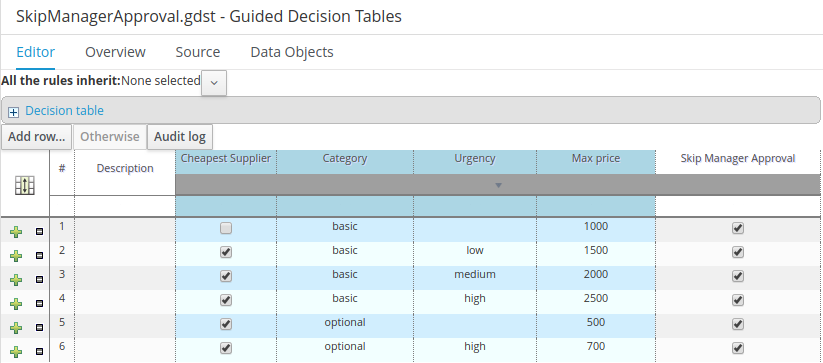 SkipManagerApproval.gdst - Guided Decision Tables
Editor Overview Source Data Objects
All the rules inherit:None selected
Decision table
Add row... Otherwise Audit log
# Description Cheapest Supplier Category Urgency Max price Skip Manager Approval
1 basic 1000
2 basic low 1500
3 basic medium 2000
4 basic high 2500
5 optional 500
6 optional high 700